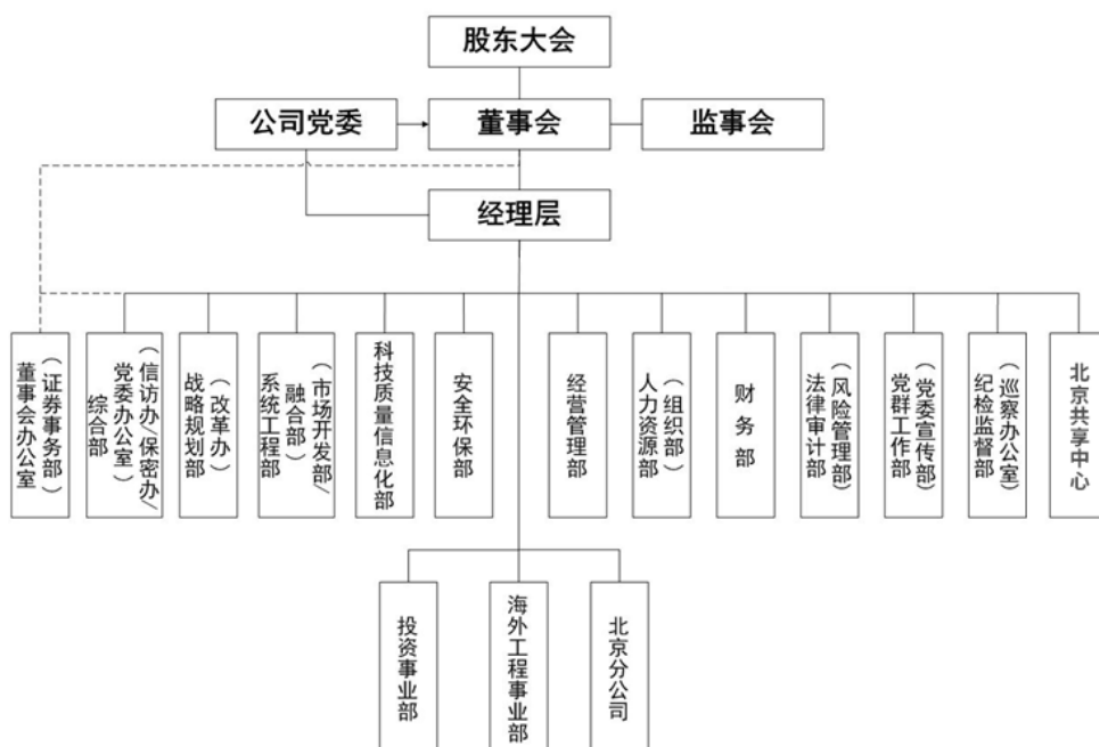 股东大会
公司党委
董事会
监事会
经理层
董事会办公室
（证券事务部）
综合部
党委办公室）
（信访办/保密办/
战略规划部
（改革办）
系统工程部
融合部）
（市场开发部/
科技质量信息化部
安全环保部
经营管理部
人力资源部
（组织部）
财务部
法律审计部
（风险管理部）
党群工作部
（党委宣传部）
纪检监督部
（巡察办公室）
北京共享中心
投资事业部
海外工程事业部
北京分公司